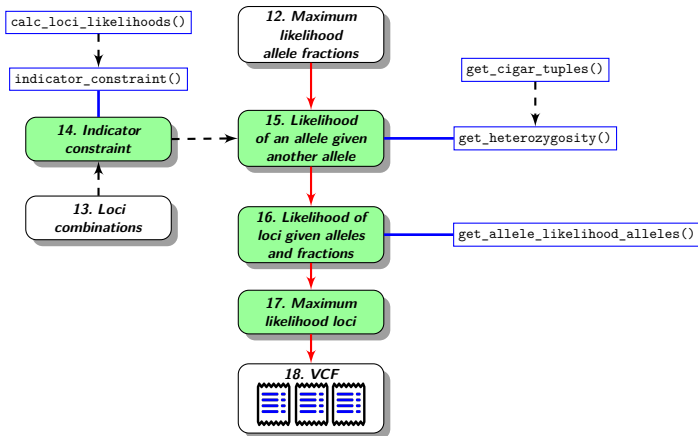 calc_loci_likelihoods()
indicator_constraint()
14. Indicator
constraint
13. Loci
combinations
12. Maximum
likelihood
allele fractions
15. Likelihood
of an allele given
another allele
16. Likelihood of
loci given alleles
and fractions
17. Maximum
likelihood loci
18. VCF
get_cigar_tuples()
get_heterozygosity()
get_allele_likelihood_alleles()